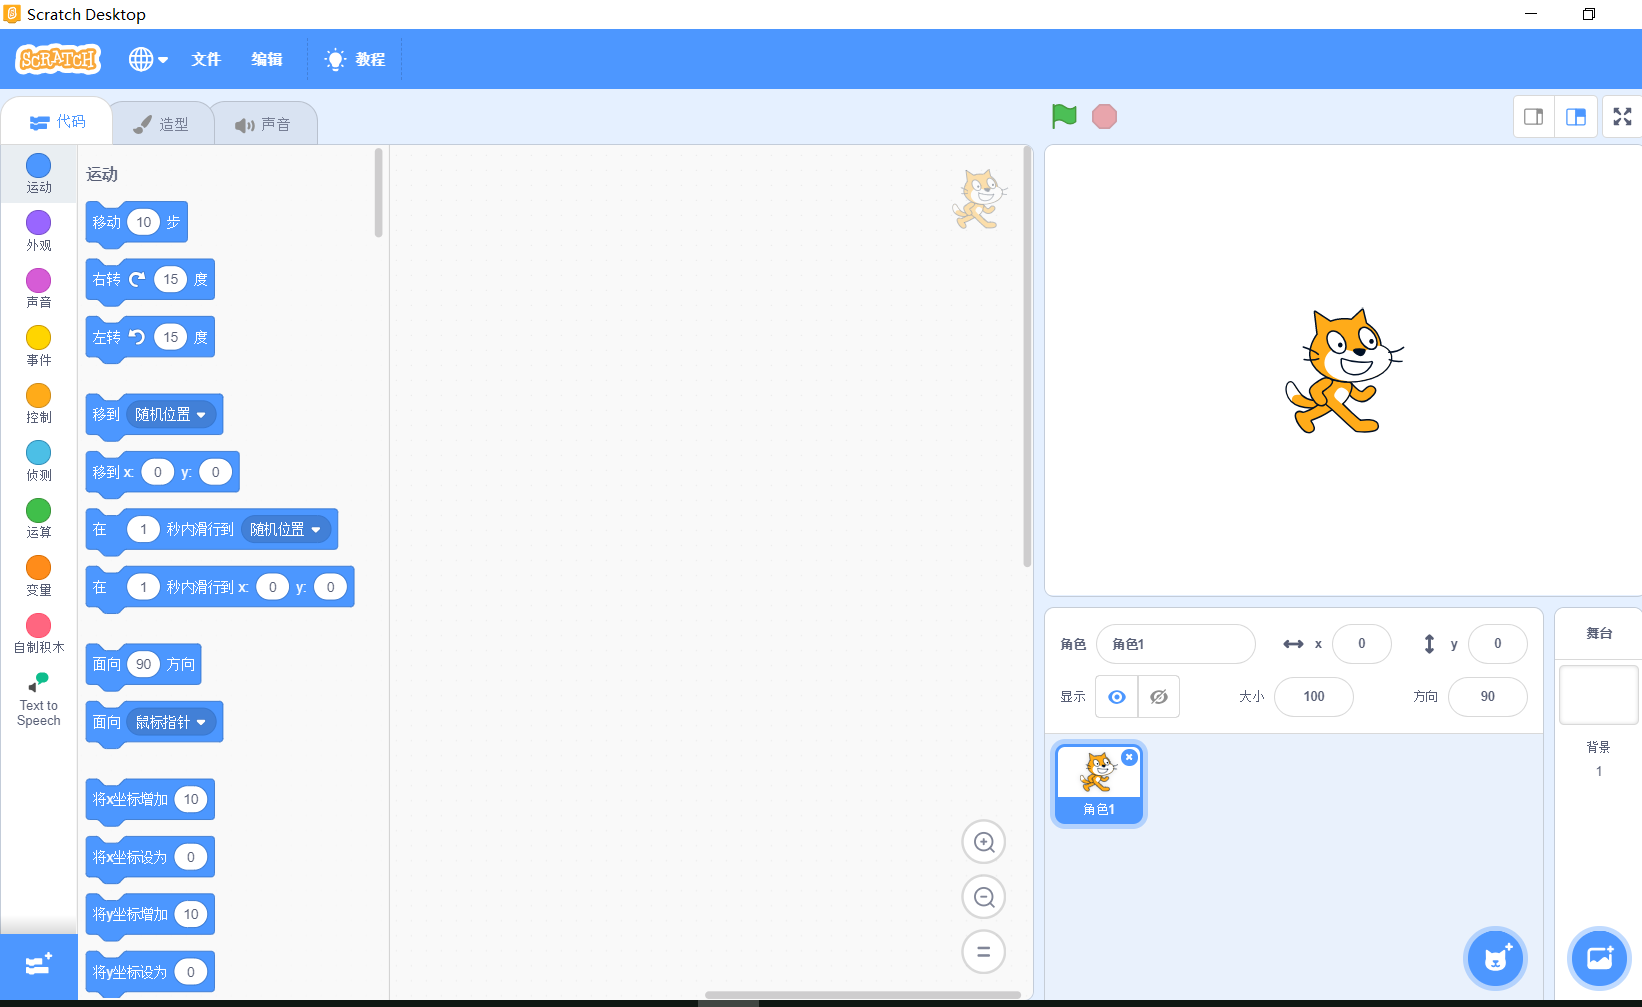 Scratch Desktop
SCRATCH 文件 编辑 教程
代码 造型 声音
运动
外观
声音
事件
控制
侦测
运算
变量
自制积木
Text to
Speech
运动
移动 10 步
右转 15 度
左转 15 度
移到 随机位置
移到 x: 0 y: 0
在 1 秒内滑行到 随机位置
在 1 秒内滑行到 x: 0 y: 0
面向 90 方向
面向 鼠标指针
将x坐标增加 10
将x坐标设为 0
将y坐标增加 10
将y坐标设为 0
角色 角色1 x 0 y 0
显示 大小 100 方向 90
角色1
舞台
背景
1